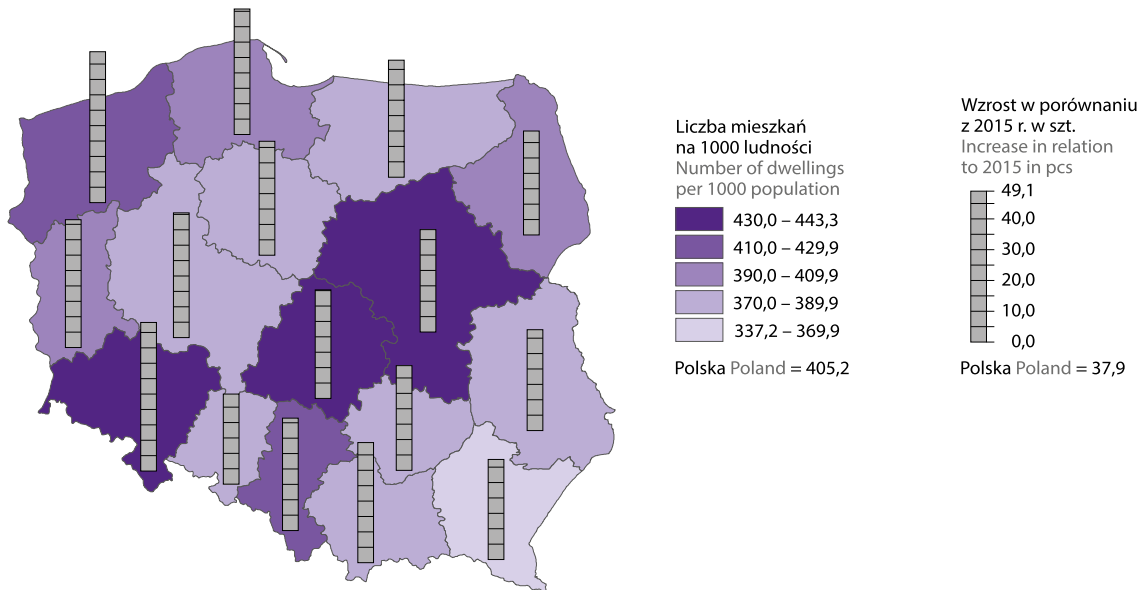 Liczba mieszkań
na 1000 ludności
Number of dwellings
per 1000 population
430,0 – 443,3
410,0 – 429,9
390,0 – 409,9
370,0 – 389,9
337,2 – 369,9
Polska Poland = 405,2
Wzrost w porównaniu
z 2015 r. w szt.
Increase in relation
to 2015 in pcs
49,1
40,0
30,0
20,0
10,0
0,0
Polska Poland = 37,9